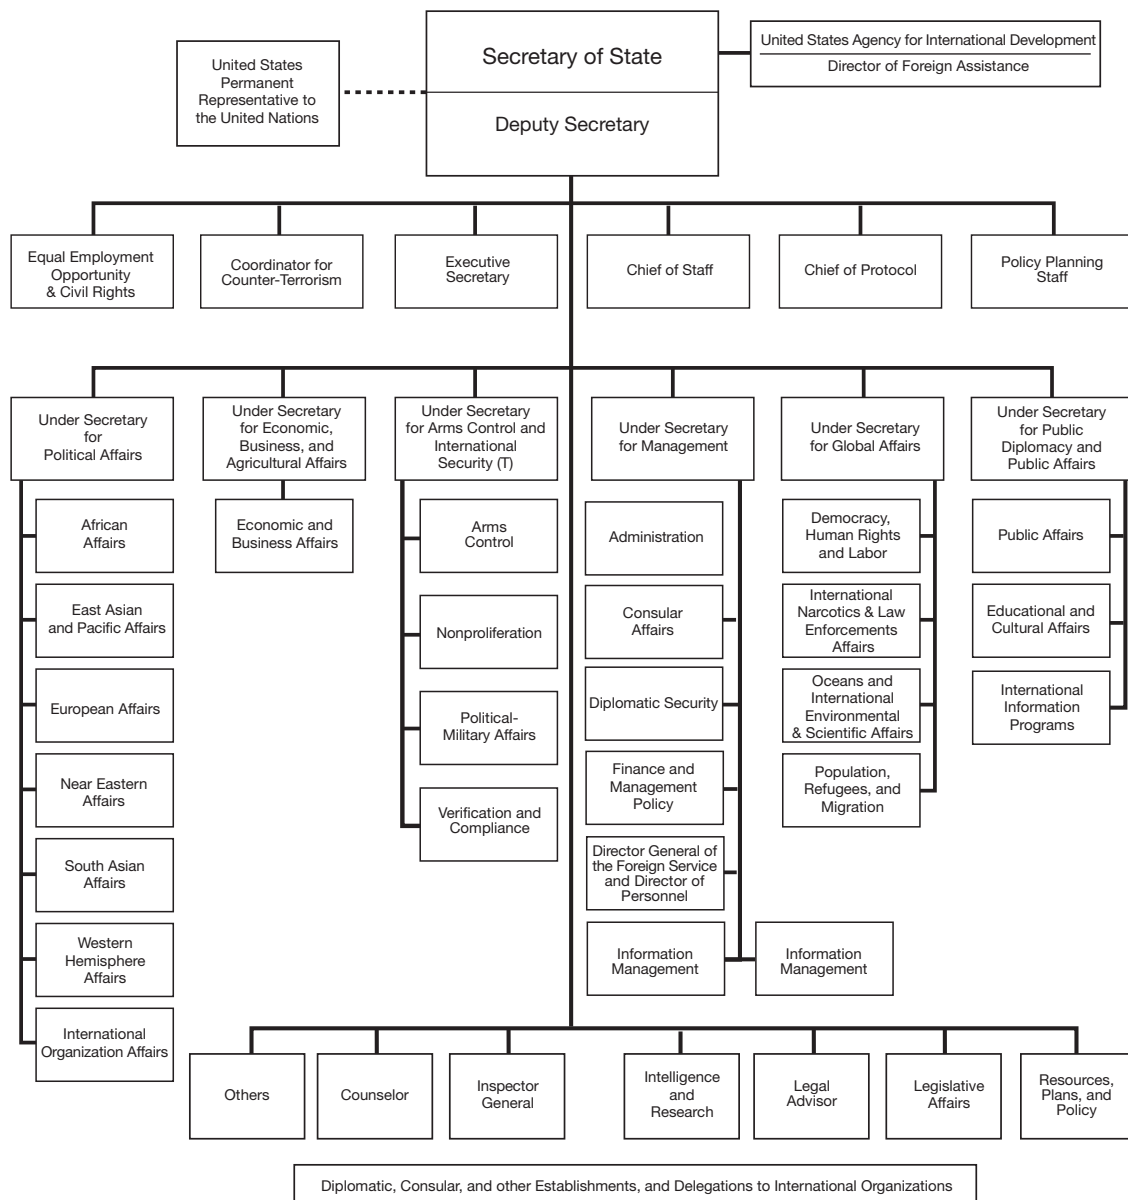 United States
Permanent
Representative to
the United Nations
Secretary of State
Deputy Secretary
United States Agency for International Development
Director of Foreign Assistance
Equal Employment
Opportunity
& Civil Rights
Coordinator for
Counter-Terrorism
Executive
Secretary
Chief of Staff
Chief of Protocol
Policy Planning
Staff
Under Secretary
for
Political Affairs
Under Secretary
for Economic,
Business, and
Agricultural Affairs
Under Secretary
for Arms Control and
International
Security (T)
Under Secretary
for Management
Under Secretary
for Global Affairs
Under Secretary
for Public
Diplomacy and
Public Affairs
African
Affairs
East Asian
and Pacific Affairs
European Affairs
Near Eastern
Affairs
South Asian
Affairs
Western
Hemisphere
Affairs
International
Organization Affairs
Economic and
Business Affairs
Arms
Control
Nonproliferation
Political-
Military Affairs
Verification and
Compliance
Administration
Consular
Affairs
Diplomatic Security
Finance and
Management
Policy
Director General of
the Foreign Service
and Director of
Personnel
Information
Management
Information
Management
Democracy,
Human Rights
and Labor
International
Narcotics & Law
Enforcements
Affairs
Oceans and
International
Environmental
& Scientific Affairs
Population,
Refugees, and
Migration
Public Affairs
Educational and
Cultural Affairs
International
Information
Programs
Others
Counselor
Inspector
General
Intelligence
and
Research
Legal
Advisor
Legislative
Affairs
Resources,
Plans, and
Policy
Diplomatic, Consular, and other Establishments, and Delegations to International Organizations